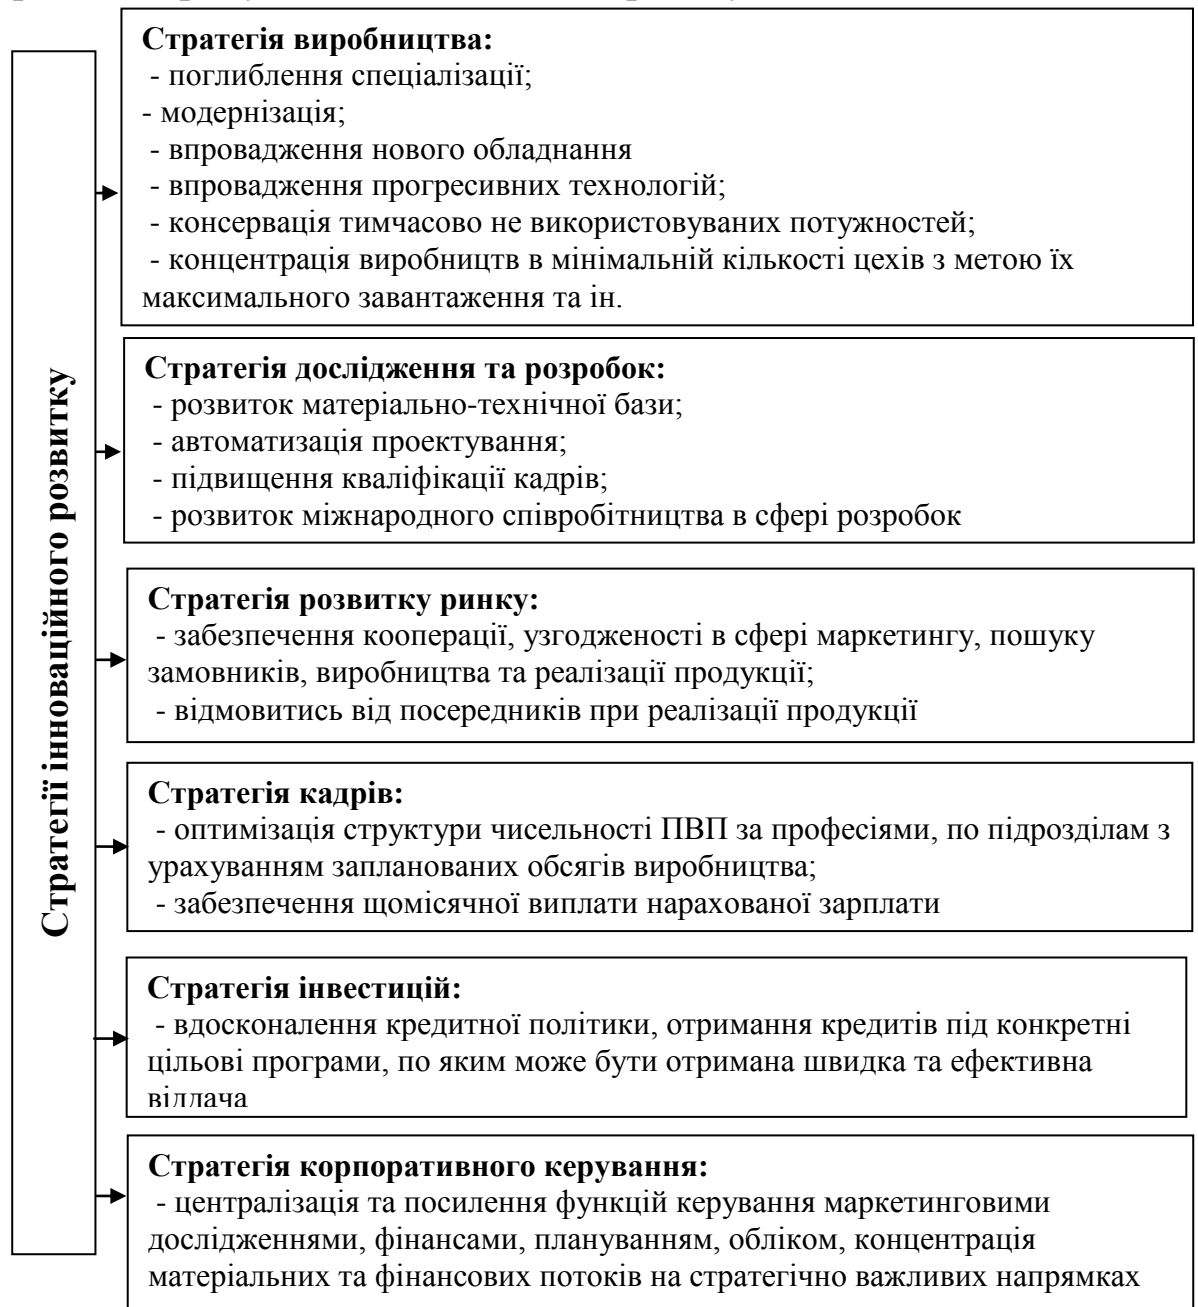 Стратегії інноваційного розвитку
Стратегія виробництва:
- поглиблення спеціалізації;
- модернізація;
- впровадження нового обладнання
- впровадження прогресивних технологій;
- консервація тимчасово не використовуваних потужностей;
- концентрація виробництв в мінімальній кількості цехів з метою їх
максимального завантаження та ін.
Стратегія дослідження та розробок:
- розвиток матеріально-технічної бази;
- автоматизація проектування;
- підвищення кваліфікації кадрів;
- розвиток міжнародного співробітництва в сфері розробок
Стратегія розвитку ринку:
- забезпечення кооперації, узгодженості в сфері маркетингу, пошуку
замовників, виробництва та реалізації продукції;
- відмовитись від посередників при реалізації продукції
Стратегія кадрів:
- оптимізація структури чисельності ПВП за професіями, по підрозділам з
урахуванням запланованих обсягів виробництва;
- забезпечення щомісячної виплати нарахованої зарплати
Стратегія інвестицій:
- вдосконалення кредитної політики, отримання кредитів під конкретні
цільові програми, по яким може бути отримана швидка та ефективна
віддача
Стратегія корпоративного керування:
- централізація та посилення функцій керування маркетинговими
дослідженнями, фінансами, плануванням, обліком, концентрація
матеріальних та фінансових потоків на стратегічно важливих напрямках